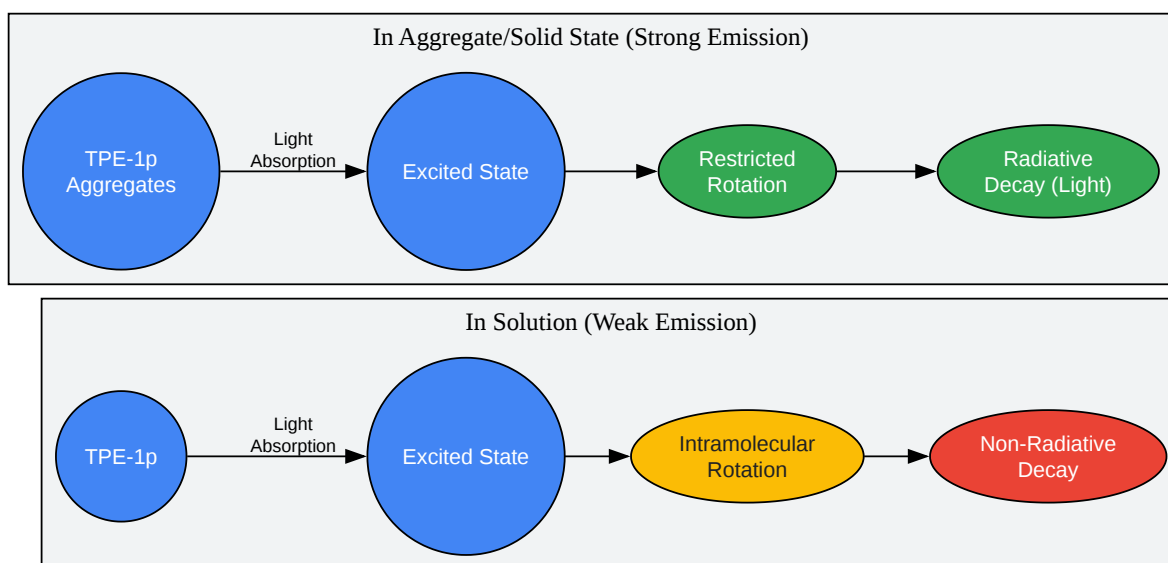 In Aggregate/Solid State (Strong Emission)
TPE-1p
Aggregates
Light
Absorption
Excited State
Restricted
Rotation
Radiative
Decay (Light)
In Solution (Weak Emission)
TPE-1p
Light
Absorption
Excited State
Intramolecular
Rotation
Non-Radiative
Decay